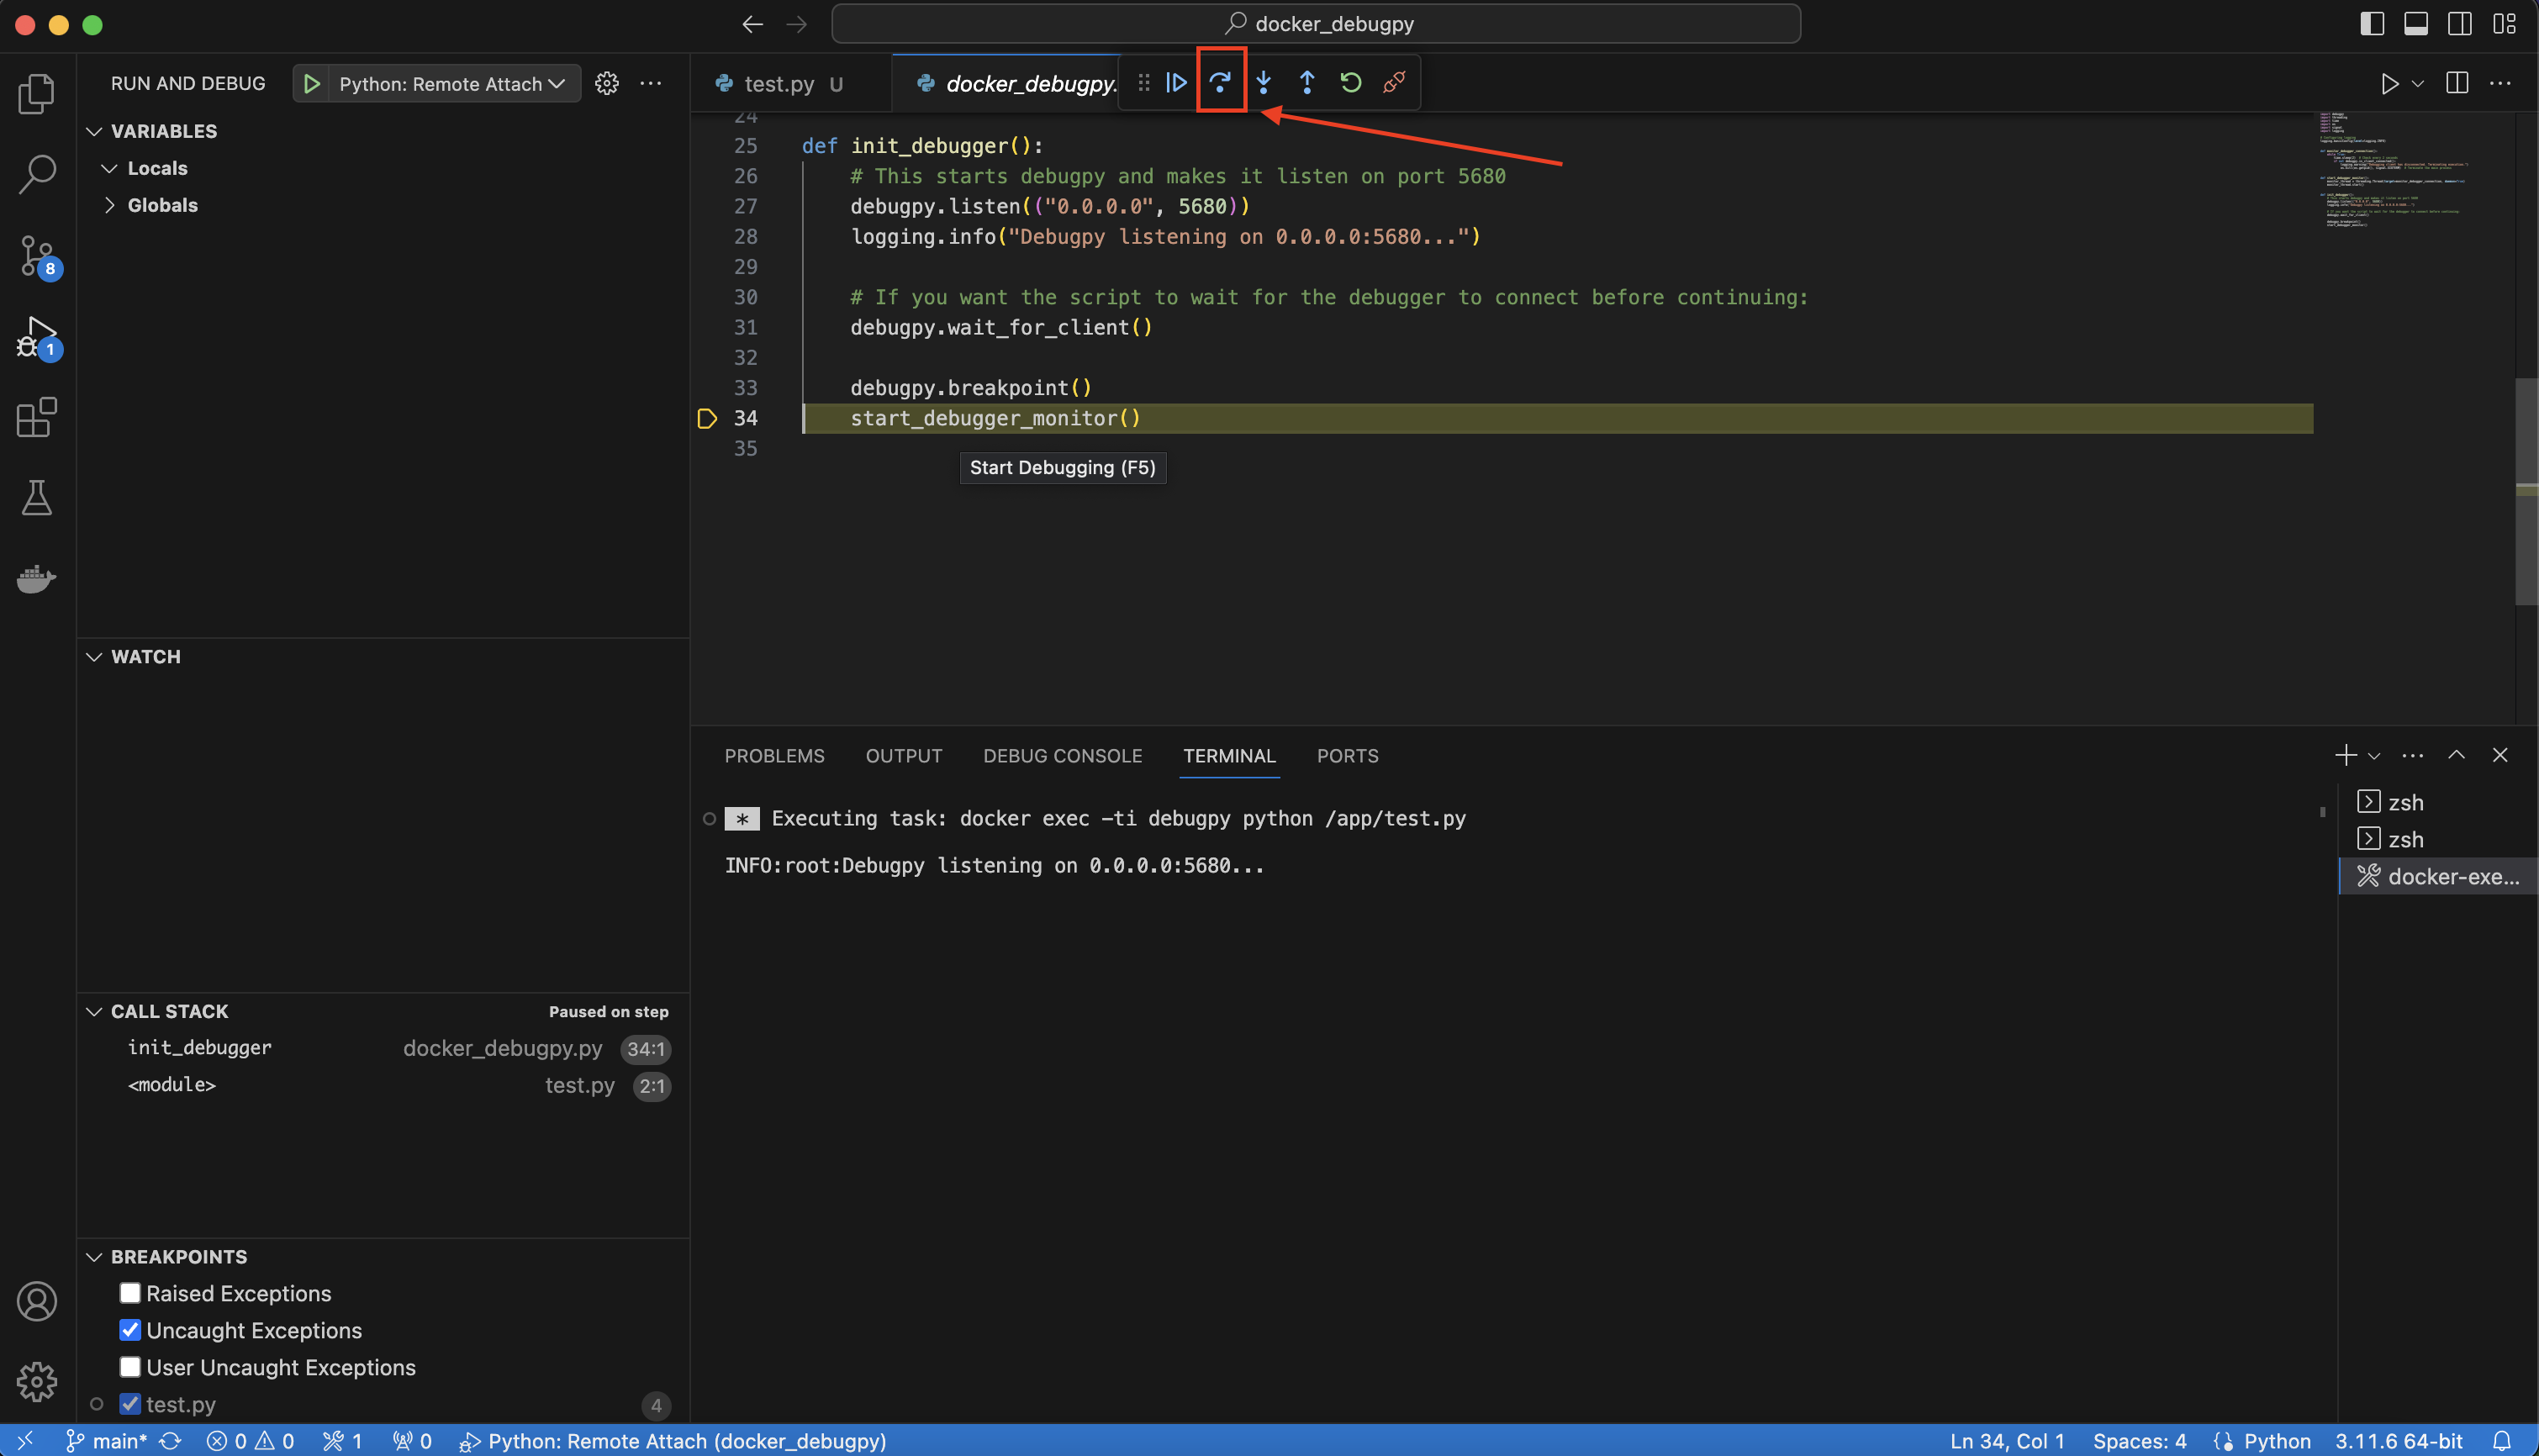 docker_debugpy
RUN AND DEBUG
Python: Remote Attach
test.py U
docker_debugpy.
VARIABLES
Locals
Globals
8
1
24
25 def init_debugger():
26 # This starts debugpy and makes it listen on port 5680
27 debugpy.listen(("0.0.0.0", 5680))
28 logging.info("Debugpy listening on 0.0.0.0:5680...")
29
30 # If you want the script to wait for the debugger to connect before continuing:
31 debugpy.wait_for_client()
32
33 debugpy.breakpoint()
34 start_debugger_monitor()
35
Start Debugging (F5)
WATCH
PROBLEMS OUTPUT DEBUG CONSOLE TERMINAL PORTS
* Executing task: docker exec -ti debugpy python /app/test.py
INFO:root:Debugpy listening on 0.0.0.0:5680...
zsh
zsh
docker-exe...
CALL STACK Paused on step
init_debugger docker_debugpy.py 34:1
<module> test.py 2:1
BREAKPOINTS
Raised Exceptions
Uncaught Exceptions
User Uncaught Exceptions
test.py 4
main* 0 0 1 0 Python: Remote Attach (docker_debugpy) Ln 34, Col 1 Spaces: 4 Python 3.11.6 64-bit